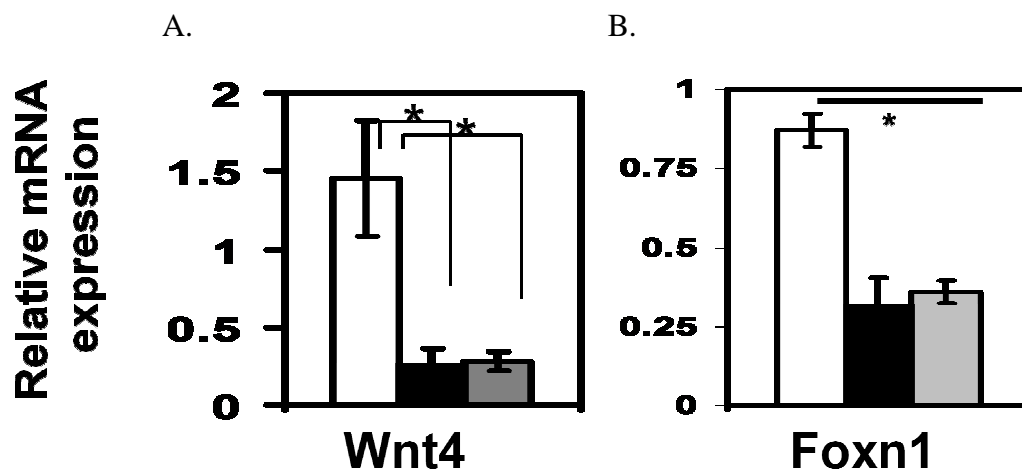 A.
B.
Relative mRNA
expression
2
1.5
1
0.5
0
*
*
Wnt4
1
0.75
0.5
0.25
0
*
Foxn1